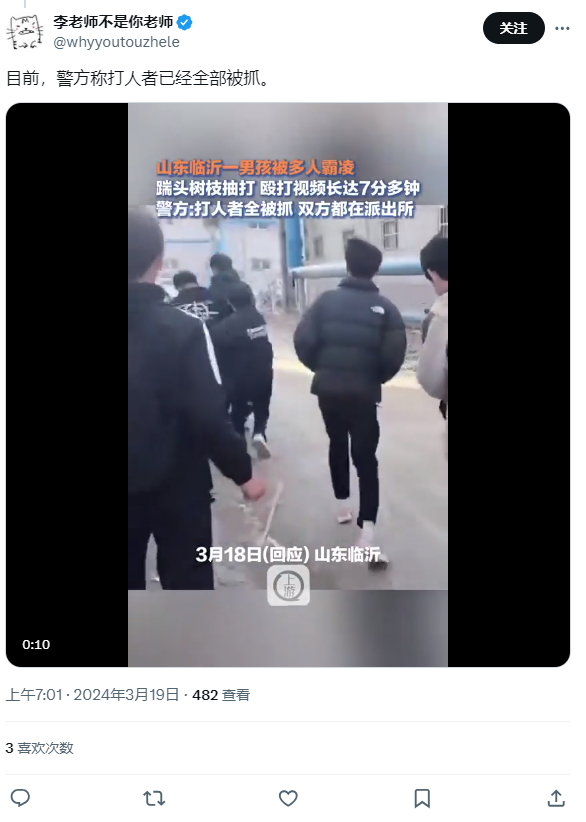 李老师不是你老师
@whyyoutouzhele
关注
目前，警方称打人者已经全部被抓。
山东临沂一男孩被多人霸凌
踹头树枝抽打 殴打视频长达7分多钟
警方:打人者全被抓 双方都在派出所
3月18日(回应) 山东临沂
上游
0:10
上午7:01 · 2024年3月19日 · 482 查看
3 喜欢次数